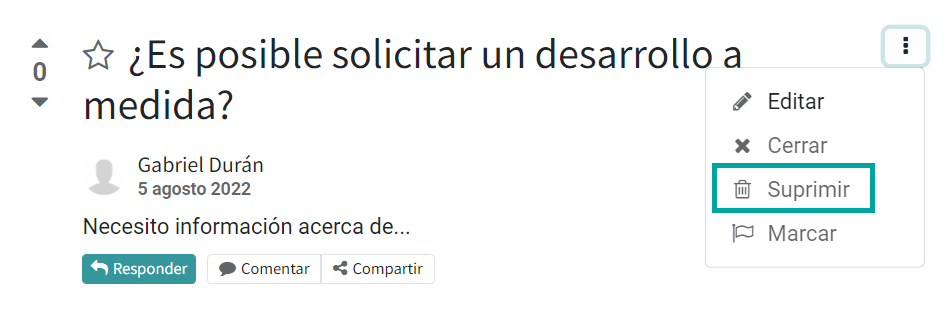 0
¿Es posible solicitar un desarrollo a
medida?
Gabriel Durán
5 agosto 2022
Necesito información acerca de...
Responder
Comentar
Compartir
Editar
Cerrar
Suprimir
Marcar